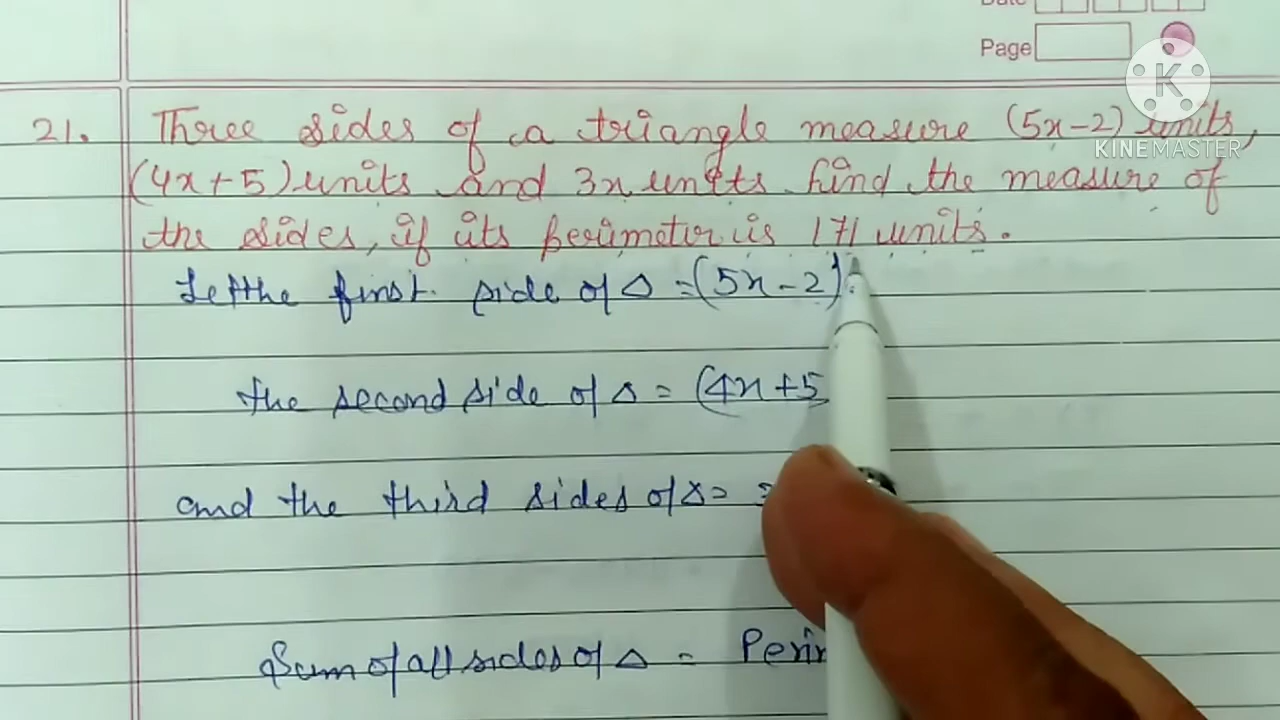 Page
K
KINEMASTER
21. Three sides of a triangle measure (5x-2) units,
(4x+5) units and 3x units. find the measure of
the sides, if its perimeter is 171 units.
Let the first side of Δ = (5x-2)
the second side of Δ = (4x+5
and the third sides of Δ =
Sum of all sides of Δ =